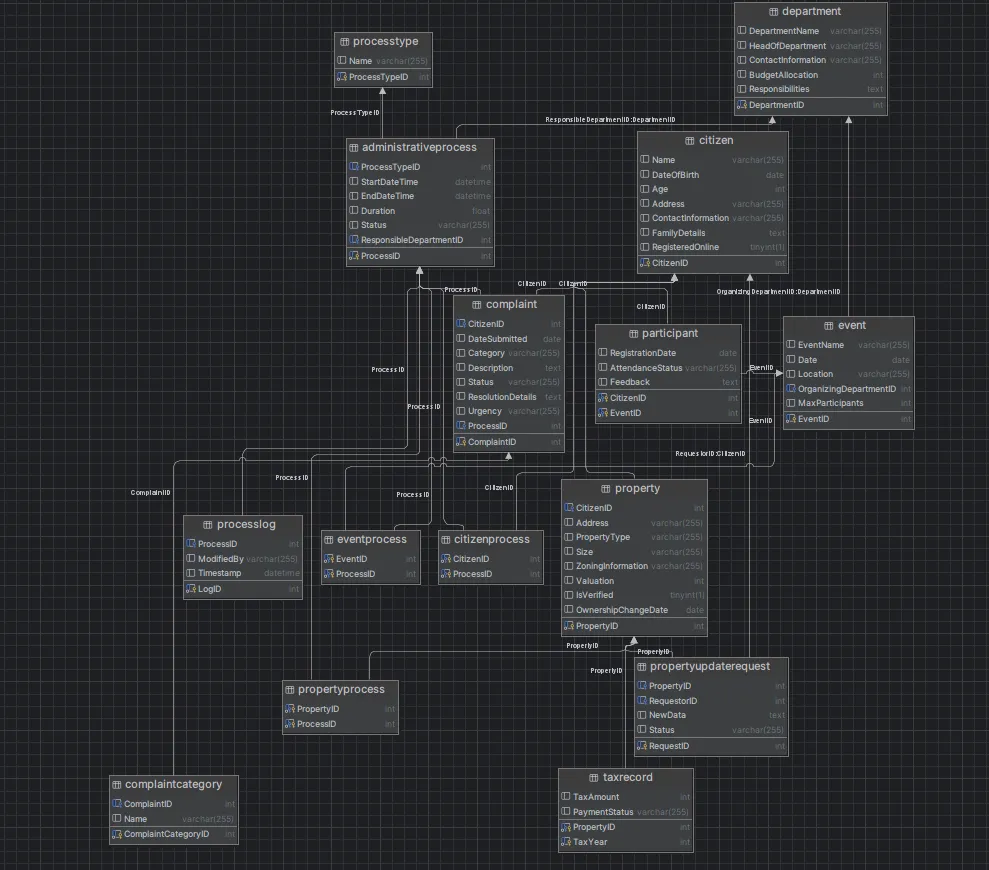 department
DepartmentName varchar(255)
HeadOfDepartment varchar(255)
ContactInformation varchar(255)
BudgetAllocation int
Responsibilities text
DepartmentID int
processtype
Name varchar(255)
ProcessTypeID int
ProcessTypeID
ResponsibleDepartmentID:DepartmentID
administrativeprocess
ProcessTypeID int
StartDateTime datetime
EndDateTime datetime
Duration float
Status varchar(255)
ResponsibleDepartmentID int
ProcessID int
citizen
Name varchar(255)
DateOfBirth date
Age int
Address varchar(255)
ContactInformation varchar(255)
FamilyDetails text
RegisteredOnline tinyint(1)
CitizenID int
ProcessID
CitizenID
CitizenID
OrganizingDepartmentID:DepartmentID
CitizenID
complaint
CitizenID int
DateSubmitted date
Category varchar(255)
Description text
Status varchar(255)
ResolutionDetails text
Urgency varchar(255)
ProcessID int
ComplaintID int
participant
RegistrationDate date
AttendanceStatus varchar(255)
Feedback text
CitizenID int
EventID int
event
EventName varchar(255)
Date date
Location varchar(255)
OrganizingDepartmentID int
MaxParticipants int
EventID int
EventID
ProcessID
ProcessID
EventID
RequestorID:CitizenID
ProcessID
ComplaintID
ProcessID
CitizenID
processlog
ProcessID int
ModifiedBy varchar(255)
Timestamp datetime
LogID int
eventprocess
EventID int
ProcessID int
citizenprocess
CitizenID int
ProcessID int
property
CitizenID int
Address varchar(255)
PropertyType varchar(255)
Size varchar(255)
ZoningInformation varchar(255)
Valuation int
IsVerified tinyint(1)
OwnershipChangeDate date
PropertyID int
PropertyID
PropertyID
PropertyID
propertyprocess
PropertyID int
ProcessID int
propertyupdaterequest
PropertyID int
RequestorID int
NewData text
Status varchar(255)
RequestID int
complaintcategory
ComplaintID int
Name varchar(255)
ComplaintCategoryID int
taxrecord
TaxAmount int
PaymentStatus varchar(255)
PropertyID int
TaxYear int